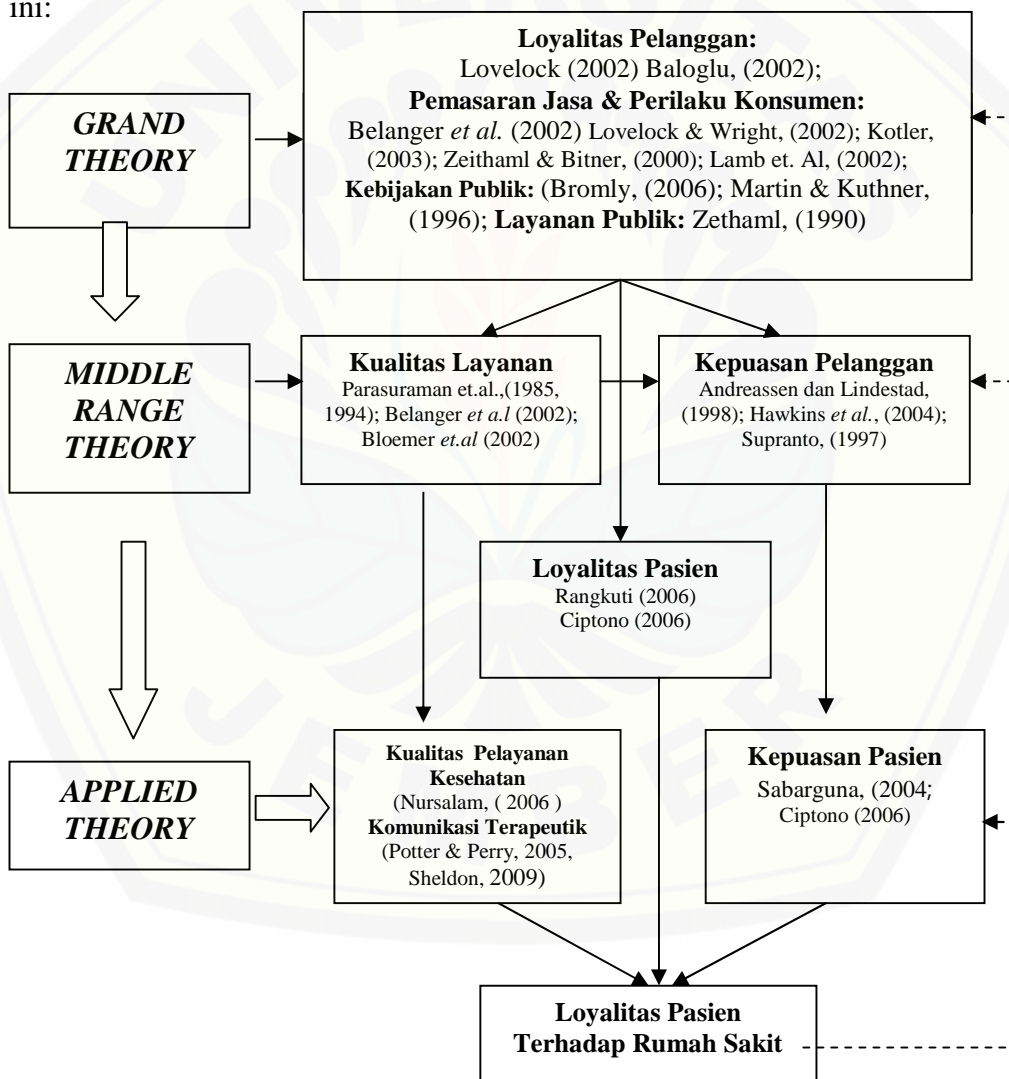 ini:
Loyalitas Pelanggan:
Lovelock (2002) Baloglu, (2002);
Pemasaran Jasa & Perilaku Konsumen:
Belanger et al. (2002) Lovelock & Wright, (2002); Kotler,
(2003); Zeithaml & Bitner, (2000); Lamb et. Al, (2002);
Kebijakan Publik: (Bromly, (2006); Martin & Kuthner,
(1996); Layanan Publik: Zethaml, (1990)
GRAND
THEORY
MIDDLE
RANGE
THEORY
Kualitas Layanan
Parasuraman et.al.,(1985,
1994); Belanger et a.l (2002);
Bloemer et.al (2002)
Kepuasan Pelanggan
Andreassen dan Lindestad,
(1998); Hawkins et al., (2004);
Supranto, (1997)
Loyalitas Pasien
Rangkuti (2006)
Ciptono (2006)
APPLIED
THEORY
Kualitas Pelayanan
Kesehatan
(Nursalam, ( 2006 )
Komunikasi Terapeutik
(Potter & Perry, 2005,
Sheldon, 2009)
Kepuasan Pasien
Sabarguna, (2004;
Ciptono (2006)
Loyalitas Pasien
Terhadap Rumah Sakit